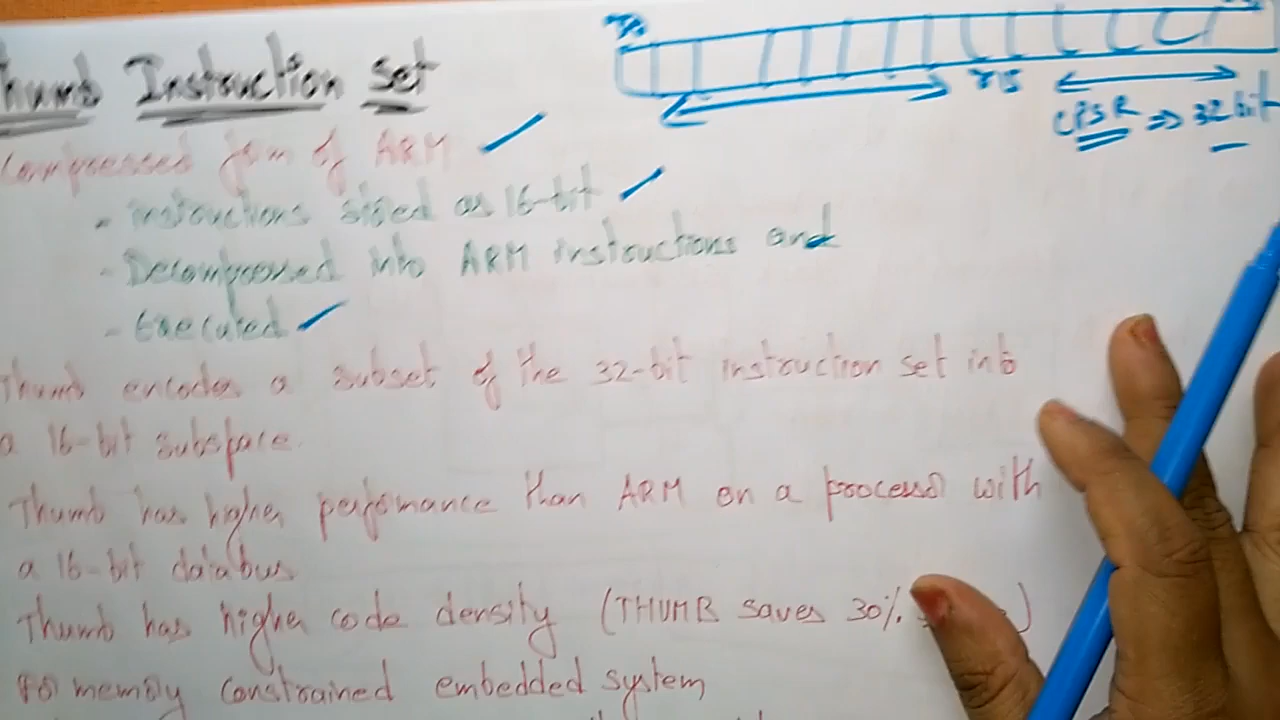 r0
r15
CPSR ⇒ 32 bit
Thumb Instruction Set
Compressed form of ARM
- instructions sized as 16-bit
- Decompressed into ARM instructions and
- Executed
Thumb encodes a subset of the 32-bit instruction set into
a 16-bit subspace.
Thumb has higher performance than ARM on a processor with
a 16-bit databus
Thumb has higher code density (THUMB saves 30%)
for memory constrained embedded system